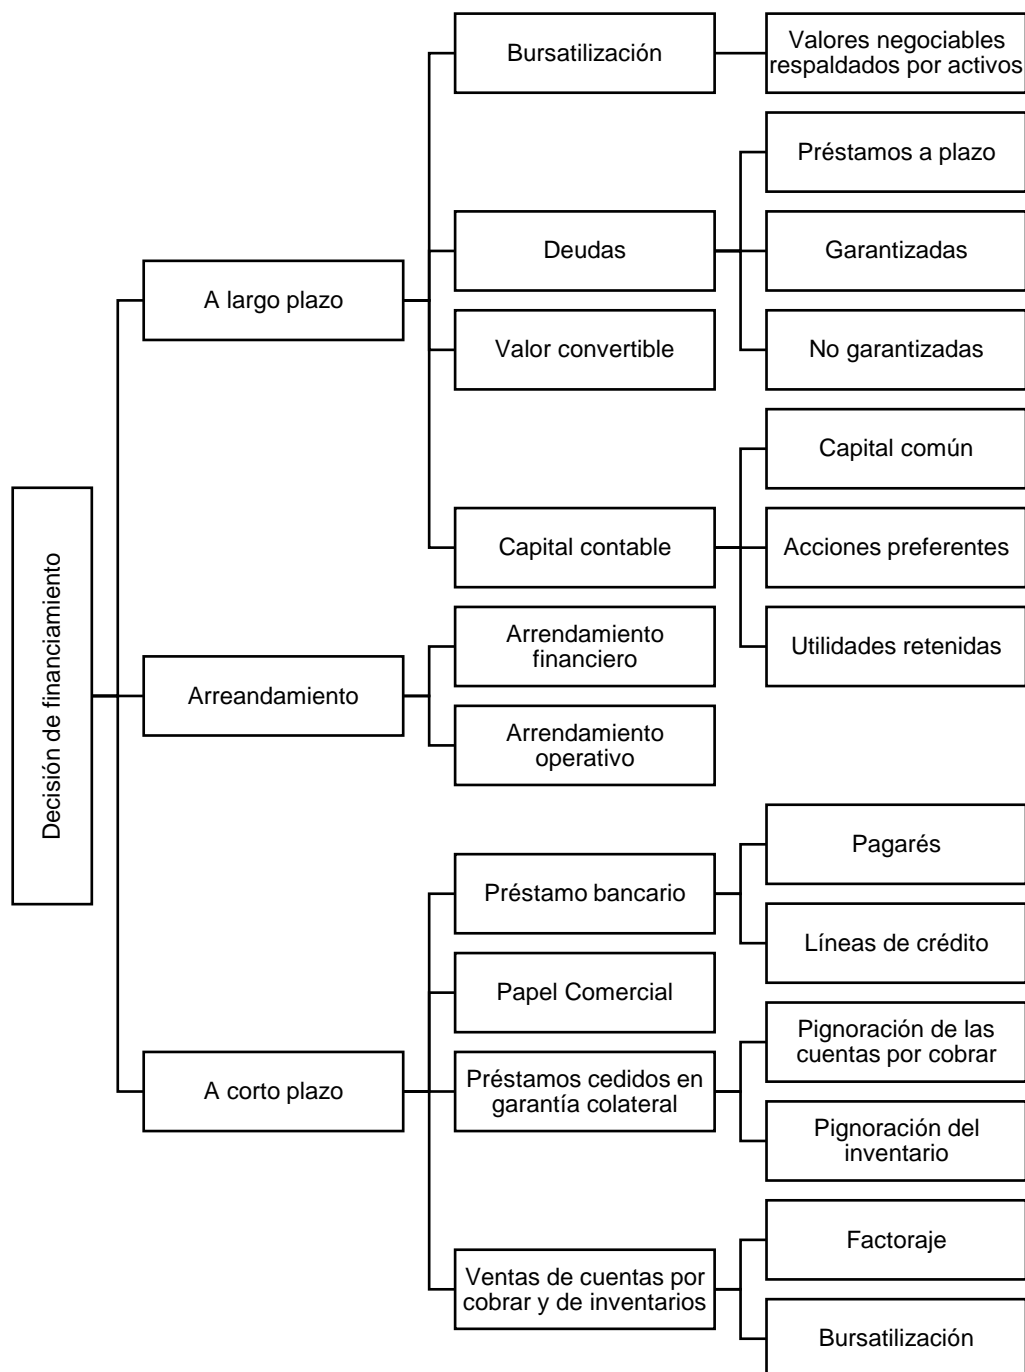 Decisión de financiamiento
A largo plazo
Bursatilización
Valores negociables
respaldados por activos
Deudas
Préstamos a plazo
Garantizadas
No garantizadas
Valor convertible
Capital contable
Capital común
Acciones preferentes
Utilidades retenidas
Arreandamiento
Arrendamiento
financiero
Arrendamiento
operativo
A corto plazo
Préstamo bancario
Pagarés
Líneas de crédito
Papel Comercial
Préstamos cedidos en
garantía colateral
Pignoración de las
cuentas por cobrar
Pignoración del
inventario
Ventas de cuentas por
cobrar y de inventarios
Factoraje
Bursatilización